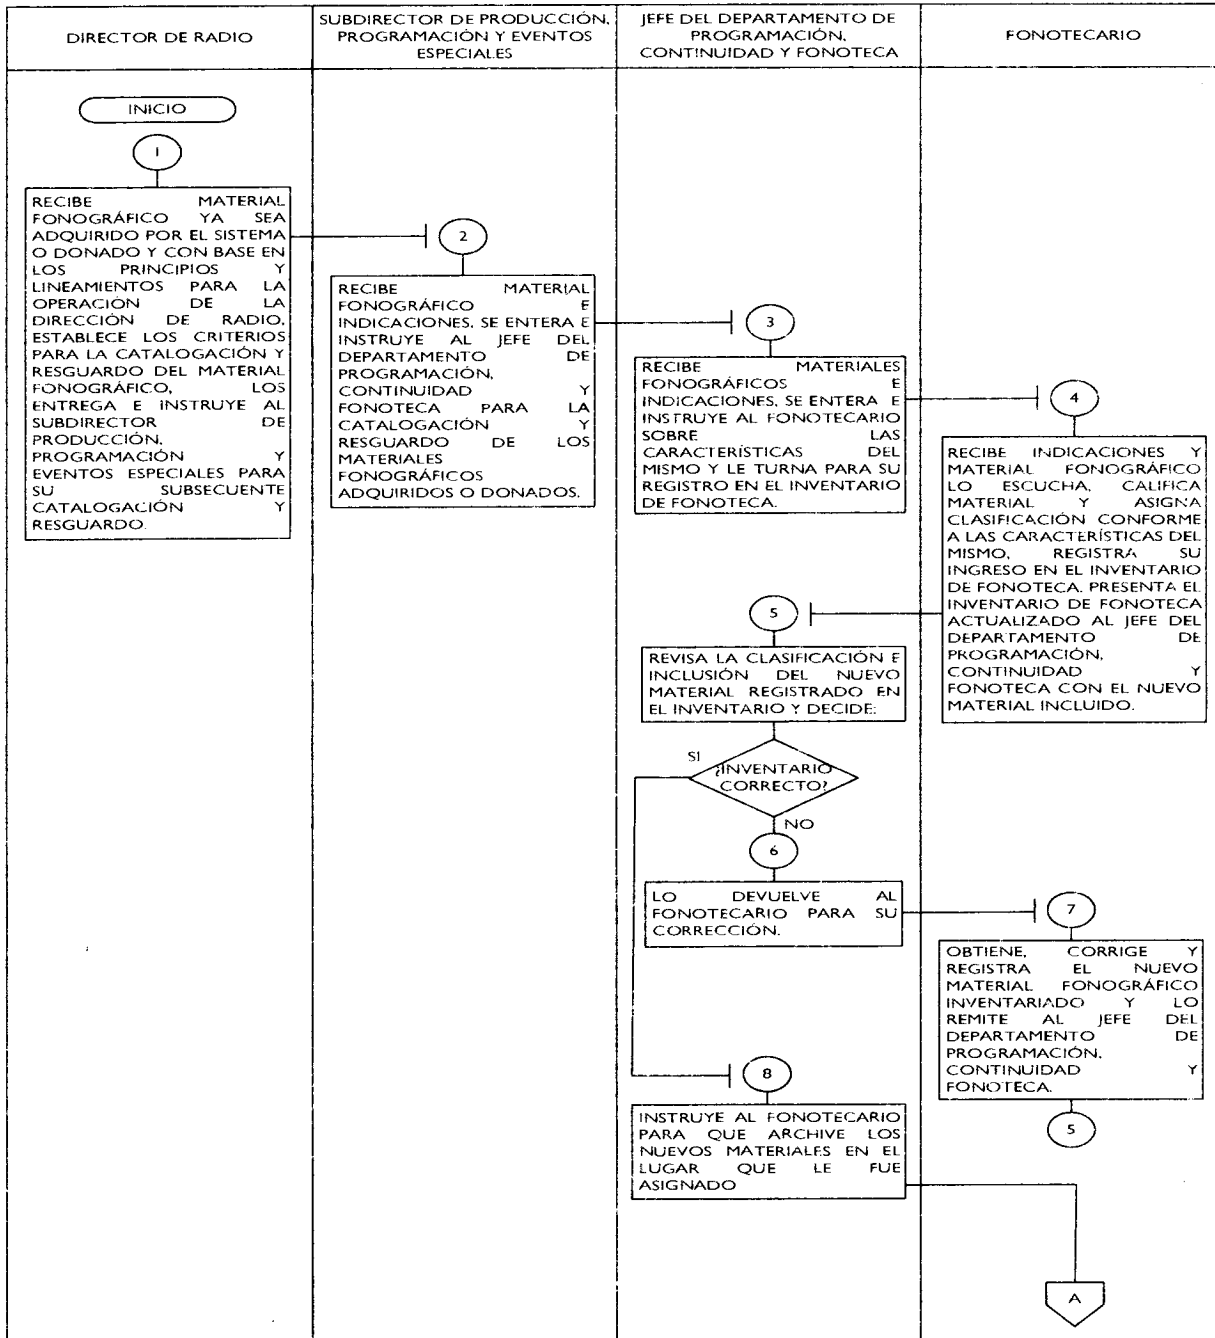 DIRECTOR DE RADIO
SUBDIRECTOR DE PRODUCCIÓN,
PROGRAMACIÓN Y EVENTOS
ESPECIALES
JEFE DEL DEPARTAMENTO DE
PROGRAMACIÓN,
CONTINUIDAD Y FONOTECA
FONOTECARIO
INICIO
1
RECIBE MATERIAL
FONOGRÁFICO YA SEA
ADQUIRIDO POR EL SISTEMA
O DONADO Y CON BASE EN
LOS PRINCIPIOS Y
LINEAMIENTOS PARA LA
OPERACIÓN DE LA
DIRECCIÓN DE RADIO,
ESTABLECE LOS CRITERIOS
PARA LA CATALOGACIÓN Y
RESGUARDO DEL MATERIAL
FONOGRÁFICO, LOS
ENTREGA E INSTRUYE AL
SUBDIRECTOR DE
PRODUCCIÓN,
PROGRAMACIÓN Y
EVENTOS ESPECIALES PARA
SU SUBSECUENTE
CATALOGACIÓN Y
RESGUARDO.
2
RECIBE MATERIAL
FONOGRÁFICO E
INDICACIONES, SE ENTERA E
INSTRUYE AL JEFE DEL
DEPARTAMENTO DE
PROGRAMACIÓN,
CONTINUIDAD Y
FONOTECA PARA LA
CATALOGACIÓN Y
RESGUARDO DE LOS
MATERIALES
FONOGRÁFICOS
ADQUIRIDOS O DONADOS.
3
RECIBE MATERIALES
FONOGRÁFICOS E
INDICACIONES, SE ENTERA E
INSTRUYE AL FONOTECARIO
SOBRE LAS
CARACTERÍSTICAS DEL
MISMO Y LE TURNA PARA SU
REGISTRO EN EL INVENTARIO
DE FONOTECA.
4
RECIBE INDICACIONES Y
MATERIAL FONOGRÁFICO
LO ESCUCHA, CALIFICA
MATERIAL Y ASIGNA
CLASIFICACIÓN CONFORME
A LAS CARACTERÍSTICAS DEL
MISMO, REGISTRA SU
INGRESO EN EL INVENTARIO
DE FONOTECA. PRESENTA EL
INVENTARIO DE FONOTECA
ACTUALIZADO AL JEFE DEL
DEPARTAMENTO DE
PROGRAMACIÓN,
CONTINUIDAD Y
FONOTECA CON EL NUEVO
MATERIAL INCLUIDO.
5
REVISA LA CLASIFICACIÓN E
INCLUSIÓN DEL NUEVO
MATERIAL REGISTRADO EN
EL INVENTARIO Y DECIDE:
SI
¿INVENTARIO
CORRECTO?
NO
6
LO DEVUELVE AL
FONOTECARIO PARA SU
CORRECCIÓN.
7
OBTIENE, CORRIGE Y
REGISTRA EL NUEVO
MATERIAL FONOGRÁFICO
INVENTARIADO Y LO
REMITE AL JEFE DEL
DEPARTAMENTO DE
PROGRAMACIÓN,
CONTINUIDAD Y
FONOTECA.
5
8
INSTRUYE AL FONOTECARIO
PARA QUE ARCHIVE LOS
NUEVOS MATERIALES EN EL
LUGAR QUE LE FUE
ASIGNADO
A